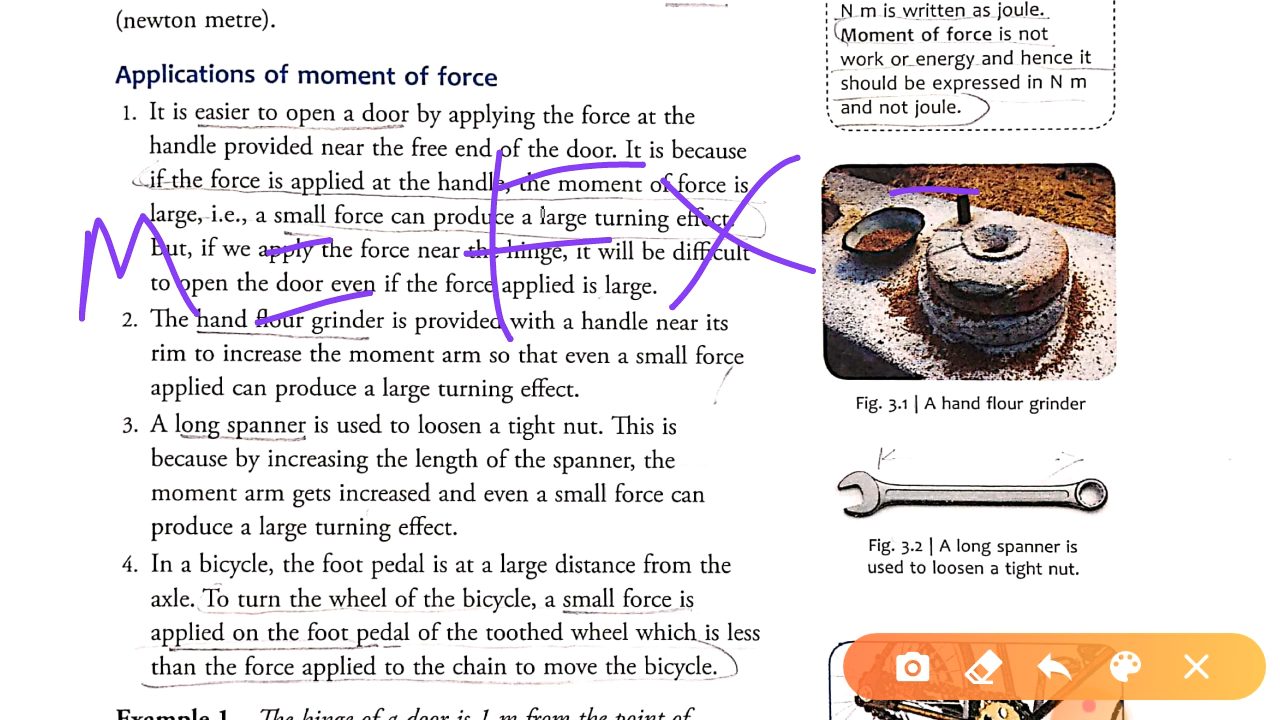 (newton metre).
Applications of moment of force
1. It is easier to open a door by applying the force at the
handle provided near the free end of the door. It is because
if the force is applied at the handle, the moment of force is
large, i.e., a small force can produce a large turning effect.
But, if we apply the force near the hinge, it will be difficult
to open the door even if the force applied is large.
2. The hand flour grinder is provided with a handle near its
rim to increase the moment arm so that even a small force
applied can produce a large turning effect.
3. A long spanner is used to loosen a tight nut. This is
because by increasing the length of the spanner, the
moment arm gets increased and even a small force can
produce a large turning effect.
4. In a bicycle, the foot pedal is at a large distance from the
axle. To turn the wheel of the bicycle, a small force is
applied on the foot pedal of the toothed wheel which is less
than the force applied to the chain to move the bicycle.
Example 1 The hinge of a door is 1 m from the point of
N m is written as joule.
Moment of force is not
work or energy and hence it
should be expressed in N m
and not joule.
Fig. 3.1 | A hand flour grinder
Fig. 3.2 | A long spanner is
used to loosen a tight nut.